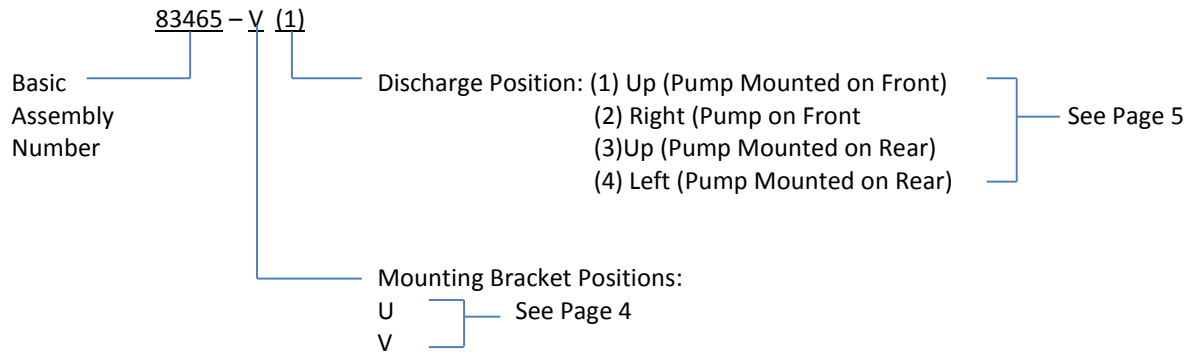 83465 – V (1)
Basic
Assembly
Number
Discharge Position: (1) Up (Pump Mounted on Front)
(2) Right (Pump on Front
(3)Up (Pump Mounted on Rear)
(4) Left (Pump Mounted on Rear)
See Page 5
Mounting Bracket Positions:
U
V
See Page 4